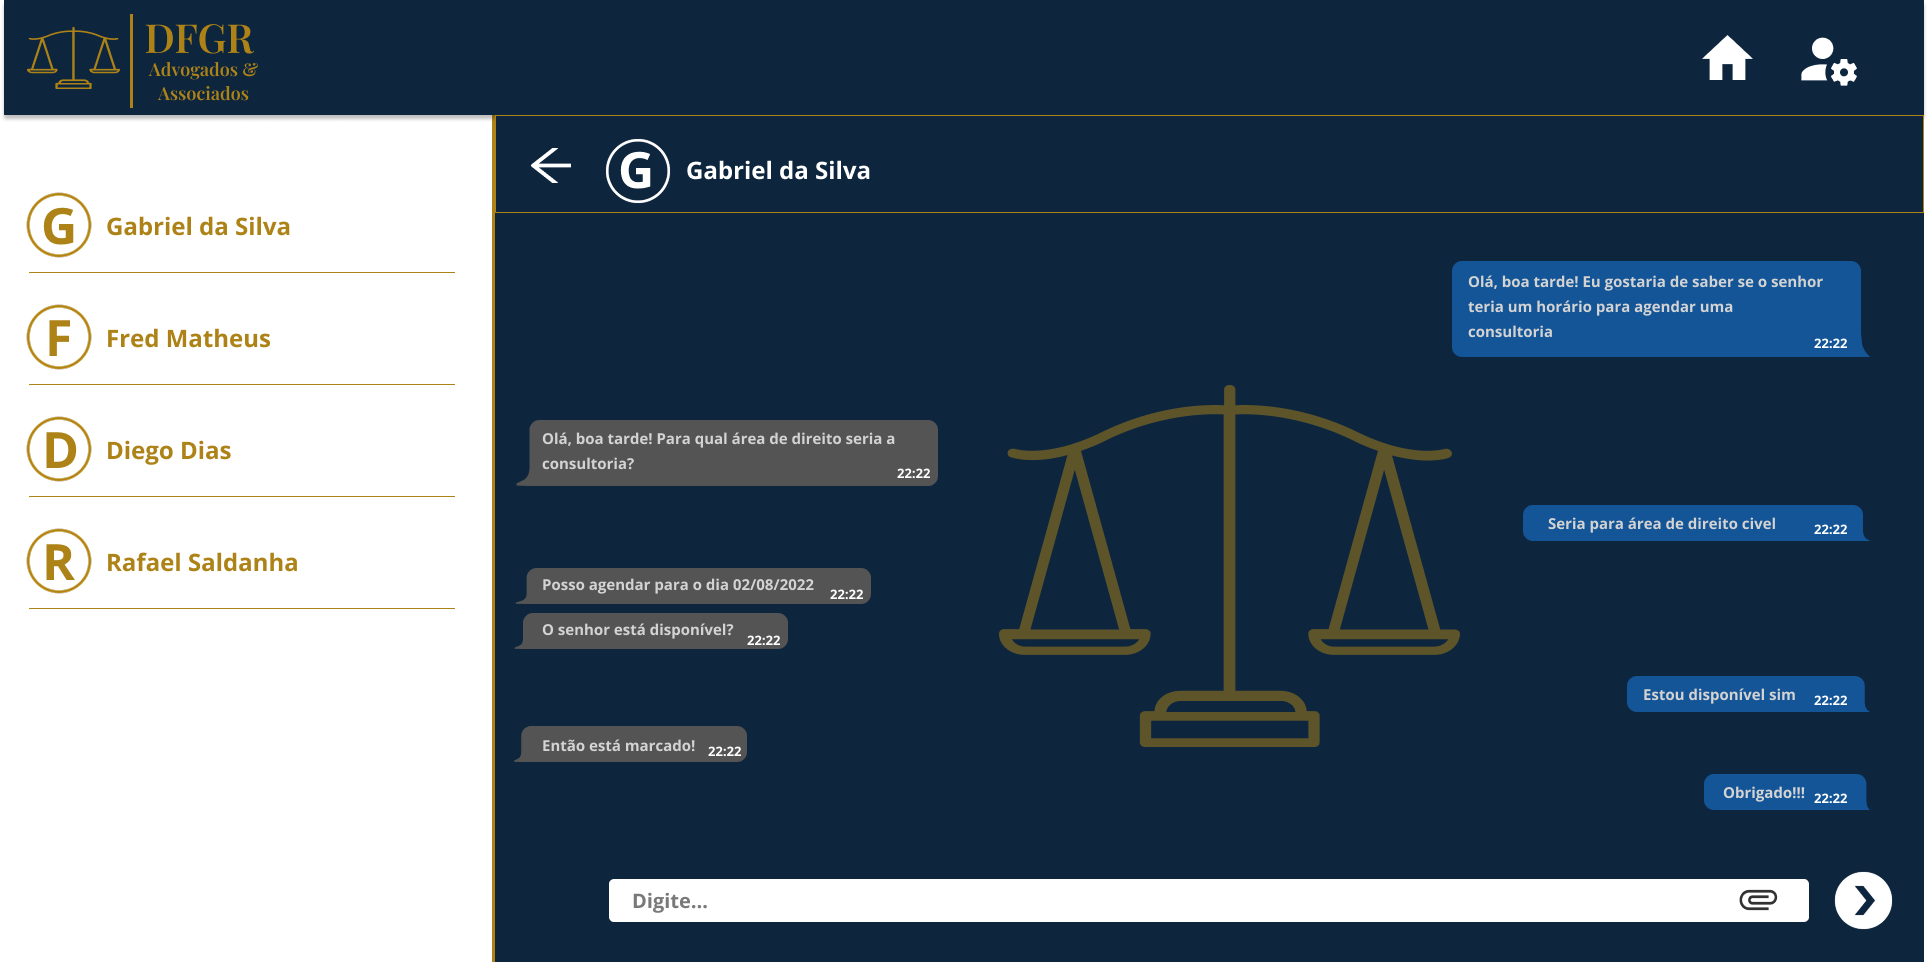 DFGR
Advogados &
Associados
G
Gabriel da Silva
F
Fred Matheus
D
Diego Dias
R
Rafael Saldanha
G
Gabriel da Silva
Olá, boa tarde! Eu gostaria de saber se o senhor
teria um horário para agendar uma
consultoria
22:22
Olá, boa tarde! Para qual área de direito seria a
consultoria?
22:22
Seria para área de direito civel 22:22
Posso agendar para o dia 02/08/2022 22:22
O senhor está disponível? 22:22
Estou disponível sim 22:22
Então está marcado! 22:22
Obrigado!!! 22:22
Digite...